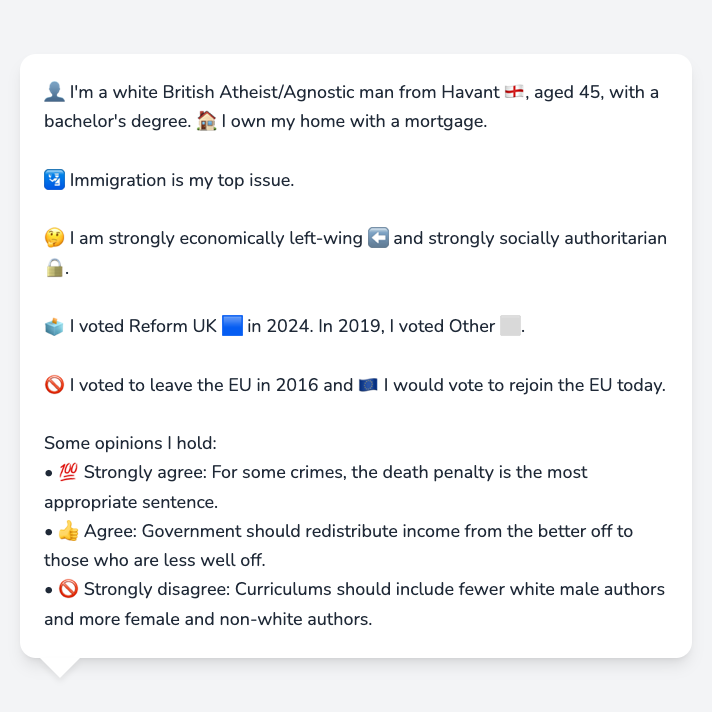 👤 I'm a white British Atheist/Agnostic man from Havant 🏴󠁧󠁢󠁥󠁮󠁧󠁿, aged 45, with a
bachelor's degree. 🏠 I own my home with a mortgage.
🛂 Immigration is my top issue.
🤔 I am strongly economically left-wing ⬅️ and strongly socially authoritarian
🔒.
🗳️ I voted Reform UK 🟦 in 2024. In 2019, I voted Other ⬜.
🚫 I voted to leave the EU in 2016 and 🇪🇺 I would vote to rejoin the EU today.
Some opinions I hold:
• 💯 Strongly agree: For some crimes, the death penalty is the most
appropriate sentence.
• 👍 Agree: Government should redistribute income from the better off to
those who are less well off.
• 🚫 Strongly disagree: Curriculums should include fewer white male authors
and more female and non-white authors.